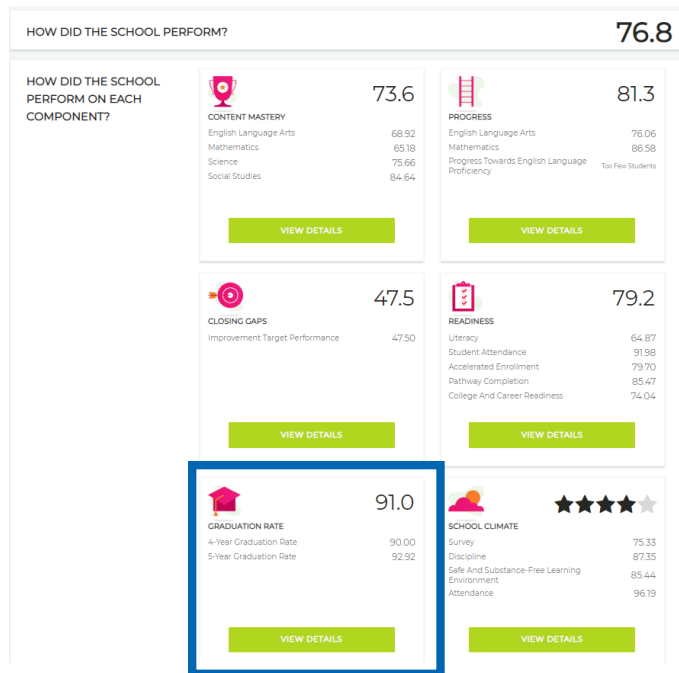 HOW DID THE SCHOOL PERFORM?
76.8
HOW DID THE SCHOOL
PERFORM ON EACH
COMPONENT?
73.6
CONTENT MASTERY
English Language Arts 68.92
Mathematics 65.18
Science 75.66
Social Studies 84.64
VIEW DETAILS
81.3
PROGRESS
English Language Arts 76.06
Mathematics 86.58
Progress Towards English Language
Proficiency
Too Few Students
VIEW DETAILS
47.5
CLOSING GAPS
Improvement Target Performance 47.50
VIEW DETAILS
79.2
READINESS
Literacy 64.87
Student Attendance 91.98
Accelerated Enrollment 79.70
Pathway Completion 85.47
College And Career Readiness 74.04
VIEW DETAILS
91.0
GRADUATION RATE
4-Year Graduation Rate 90.00
5-Year Graduation Rate 92.92
VIEW DETAILS
SCHOOL CLIMATE
Survey 75.33
Discipline 87.35
Safe And Substance-Free Learning
Environment
85.44
Attendance 96.19
VIEW DETAILS